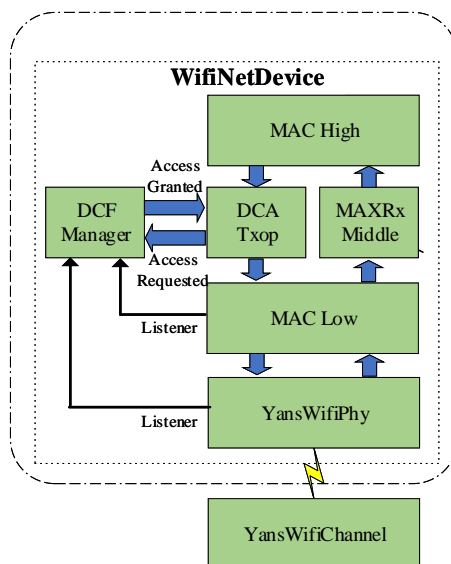 WifiNetDevice
MAC High
Access
Granted
DCF
Manager
DCA
Txop
MAXRx
Middle
Access
Requested
MAC Low
Listener
YansWifiPhy
Listener
YansWifiChannel